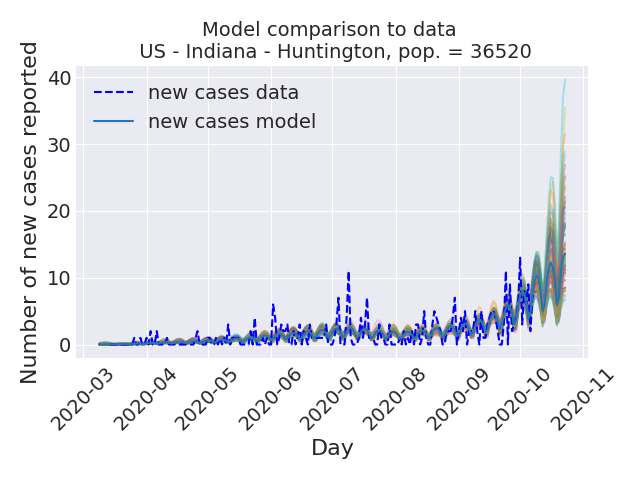 Model comparison to data
US - Indiana - Huntington, pop. = 36520
Number of new cases reported
40
30
20
10
0
new cases data
new cases model
2020-03
2020-04
2020-05
2020-06
2020-07
2020-08
2020-09
2020-10
2020-11
Day